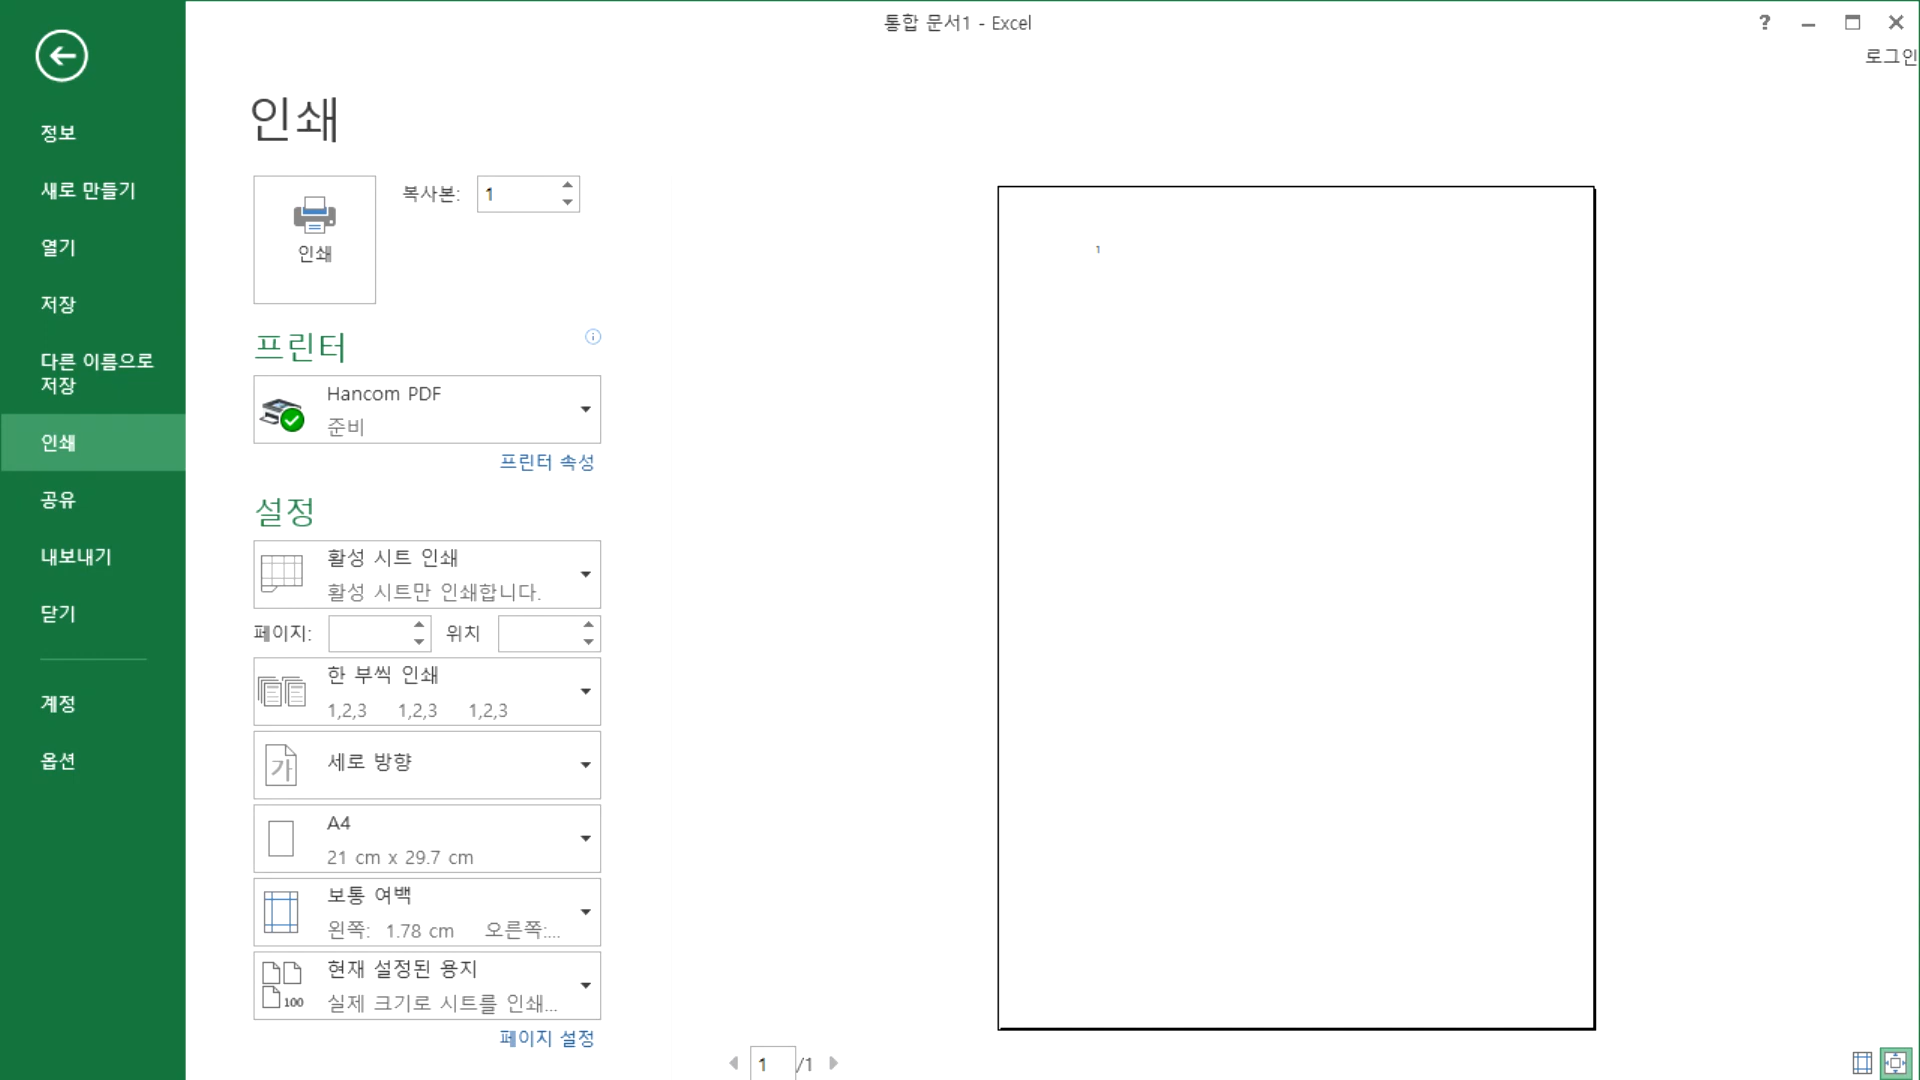 통합 문서1 - Excel
?
로그인
정보
새로 만들기
열기
저장
다른 이름으로
저장
인쇄
공유
내보내기
닫기
계정
옵션
인쇄
인쇄
복사본: 1
프린터
Hancom PDF
준비
프린터 속성
설정
활성 시트 인쇄
활성 시트만 인쇄합니다.
페이지: 위치
한 부씩 인쇄
1,2,3 1,2,3 1,2,3
가
세로 방향
A4
21 cm x 29.7 cm
보통 여백
왼쪽: 1.78 cm 오른쪽:...
100
현재 설정된 용지
실제 크기로 시트를 인쇄...
페이지 설정
1
1 /1